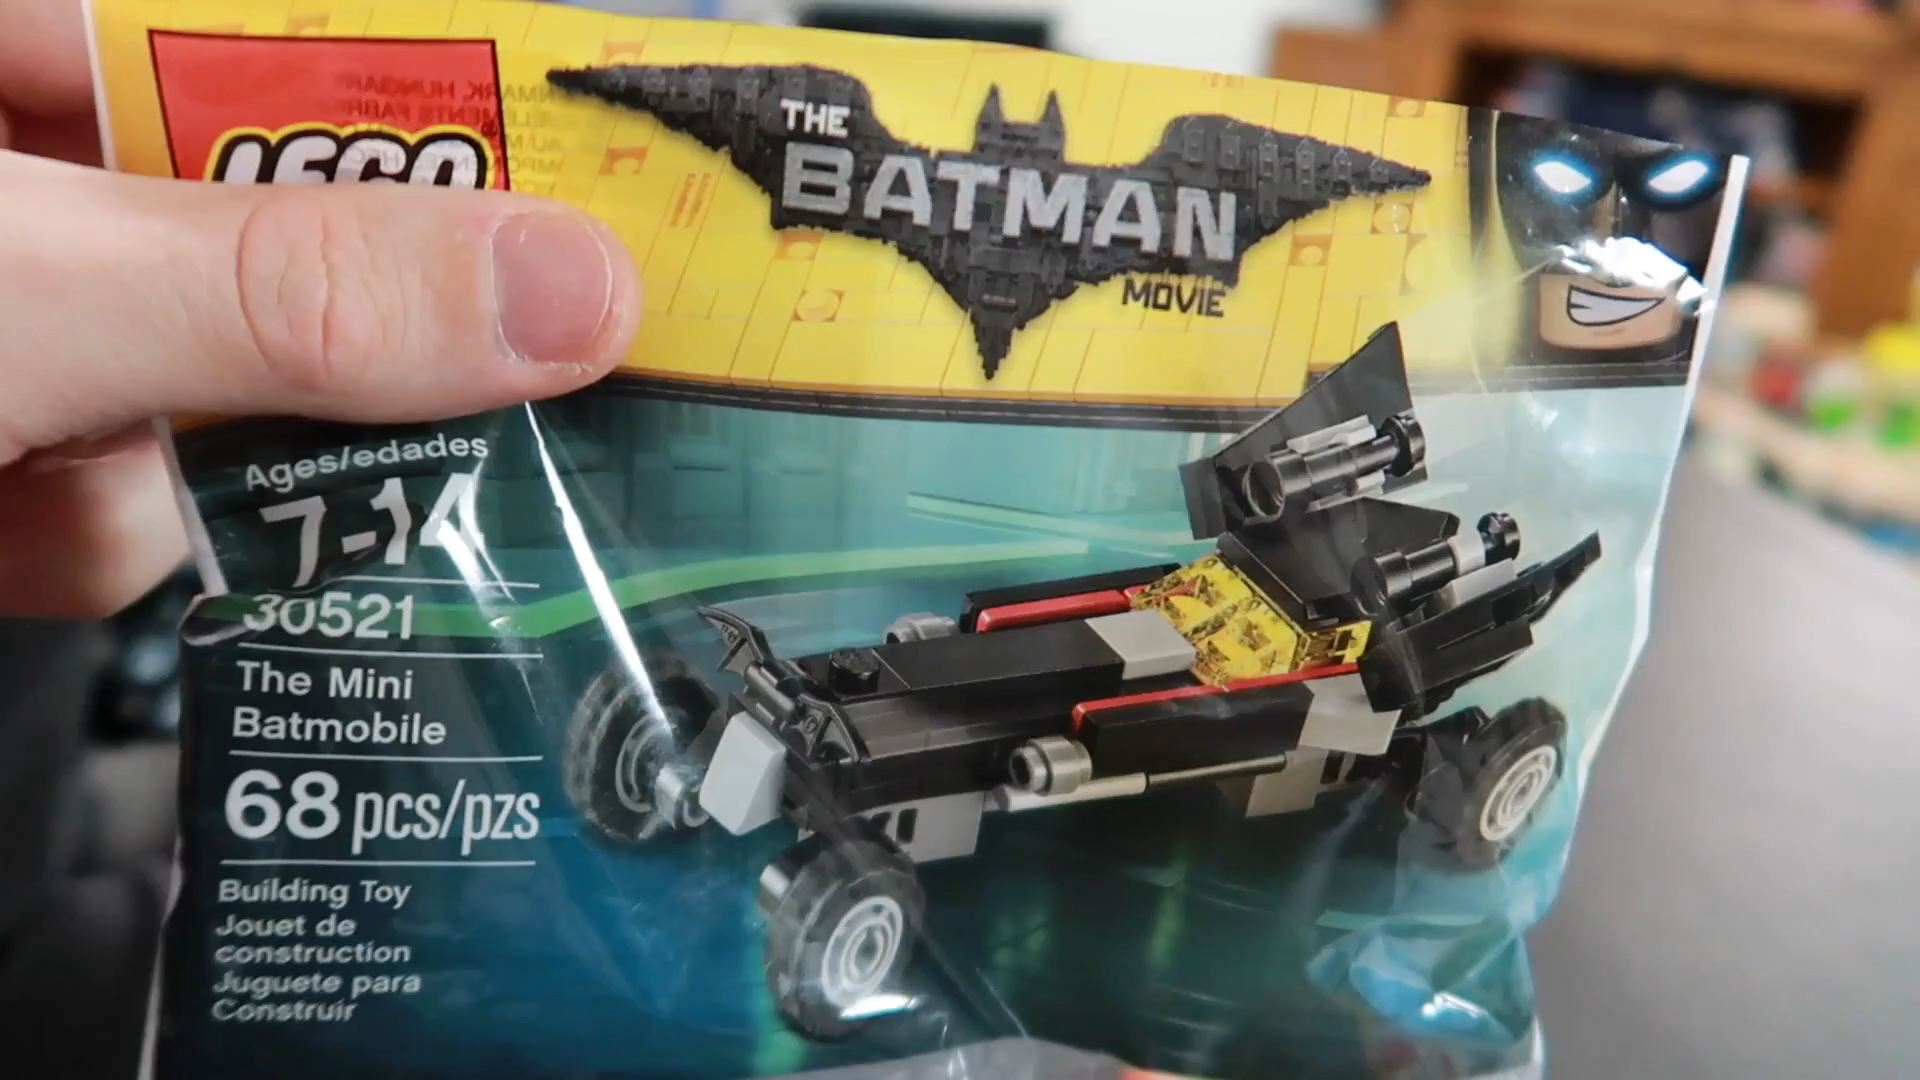 LEGO
THE
BATMAN
MOVIE
Ages/edades
7-14
30521
The Mini
Batmobile
68 pcs/pzs
Building Toy
Jouet de
construction
Juguete para
Construir